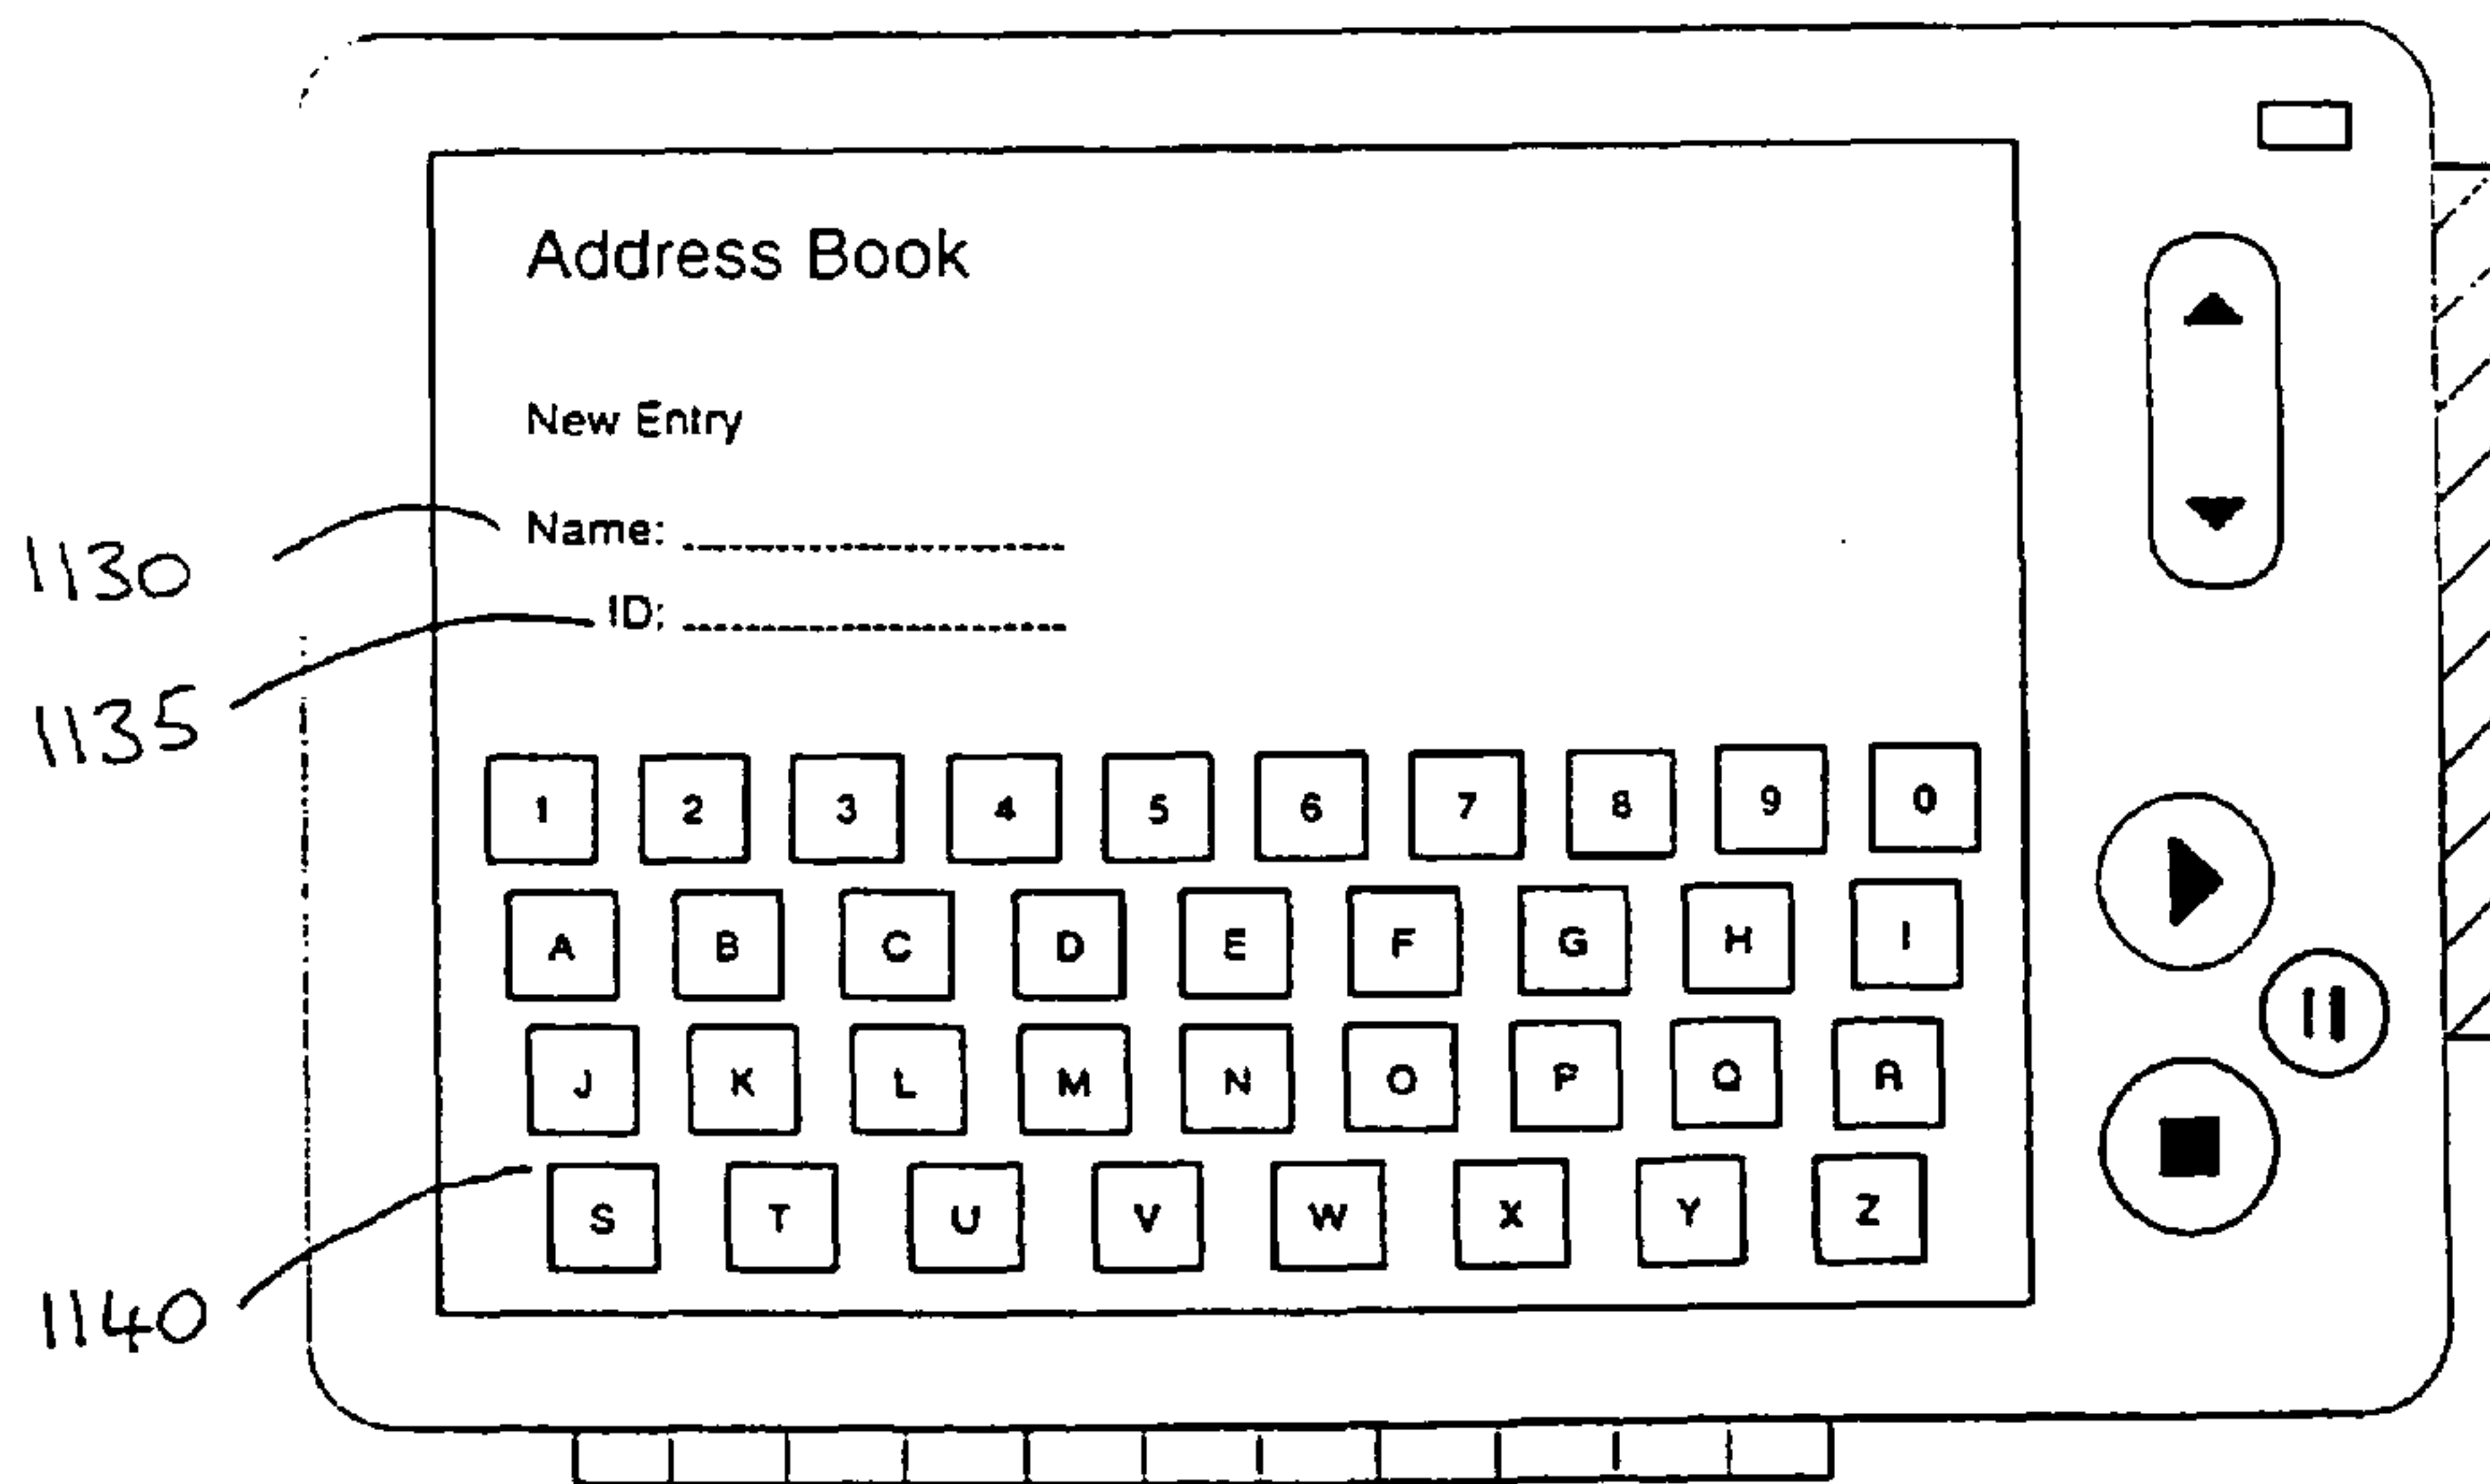 Address Book
New Entry
1130
Name:
ID:
1135
1 2 3 4 5 6 7 8 9 0
A B C D E F G H I
J K L M N O P Q R
S T U V W X Y Z
1140